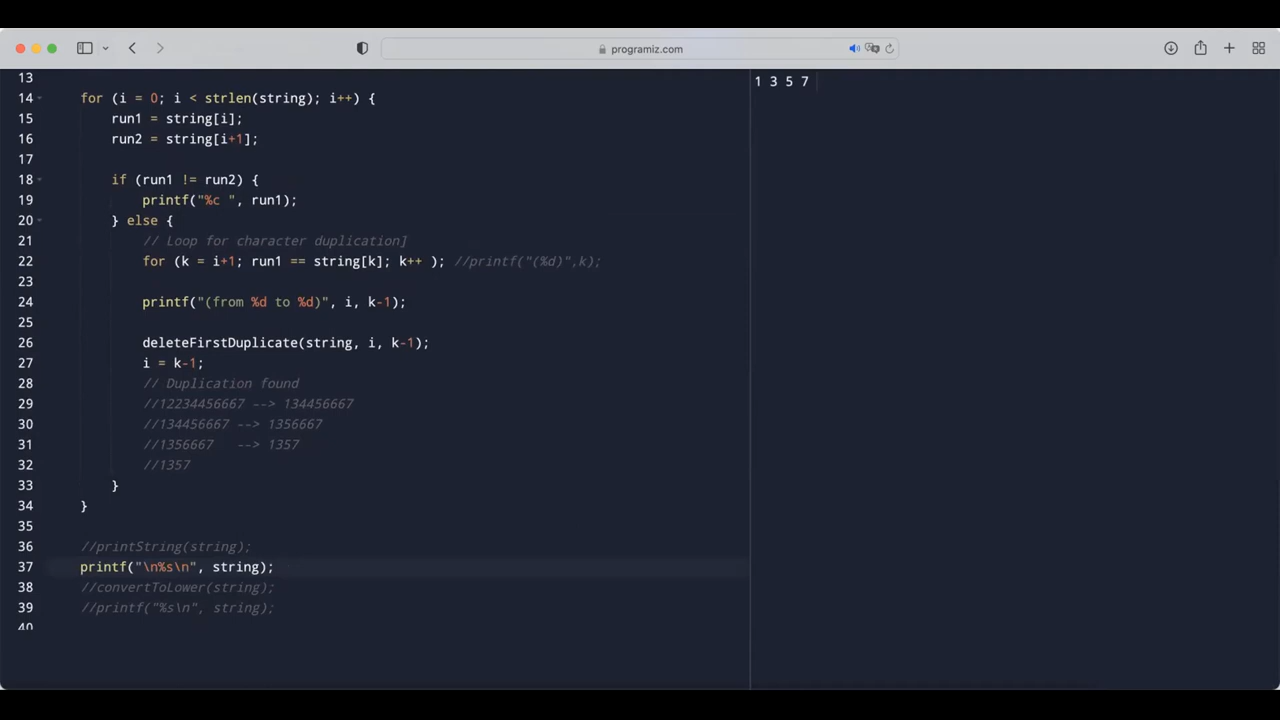 programiz.com
13
14 for (i = 0; i < strlen(string); i++) {
15 run1 = string[i];
16 run2 = string[i+1];
17
18 if (run1 != run2) {
19 printf("%c ", run1);
20 } else {
21 // Loop for character duplication]
22 for (k = i+1; run1 == string[k]; k++ ); //printf("(%d)",k);
23
24 printf("(from %d to %d)", i, k-1);
25
26 deleteFirstDuplicate(string, i, k-1);
27 i = k-1;
28 // Duplication found
29 //12234456667 --> 134456667
30 //134456667 --> 1356667
31 //1356667   --> 1357
32 //1357
33 }
34 }
35
36 //printString(string);
37 printf("\n%s\n", string);
38 //convertToLower(string);
39 //printf("%s\n", string);
40
1 3 5 7